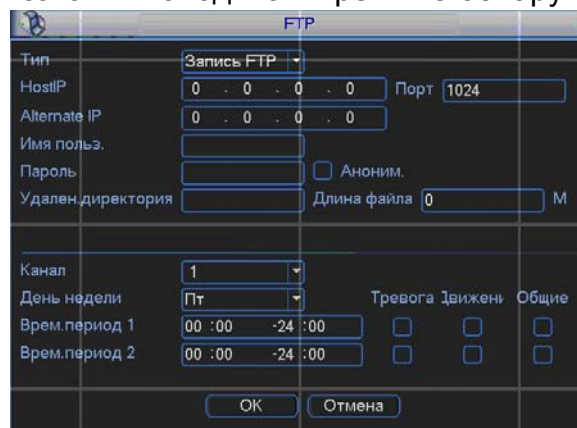 FTP
Тип Запись FTP
HostIP 0 . 0 . 0 . 0 Порт 1024
Alternate IP 0 . 0 . 0 . 0
Имя польз.
Пароль Аноним.
Удален.директория Длина файла 0 M
Канал 1
День недели Пт Тревога Движени Общие
Врем.период 1 00 :00 -24 :00
Врем.период 2 00 :00 -24 :00
OK Отмена